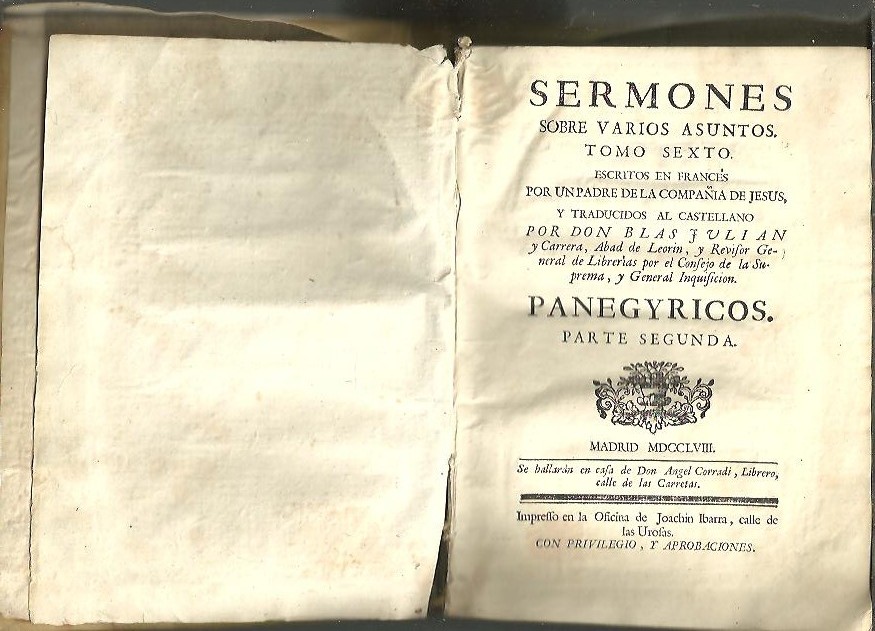 SERMONES
SOBRE VARIOS ASUNTOS.
TOMO SEXTO.
ESCRITOS EN FRANCÈS
POR UN PADRE DE LA COMPAÑIA DE JESUS,
Y TRADUCIDOS AL CASTELLANO
POR DON BLAS JULIAN
y Carrera, Abad de Leorin, y Reviſor Ge-
neral de Librerìas por el Conſejo de la Su-
prema, y General Inquiſicion.
PANEGYRICOS.
PARTE SEGUNDA.
MADRID MDCCLVIII.
Se hallaràn en caſa de Don Angel Corradi, Librero,
calle de las Carretas.
Impreſſo en la Oficina de Joachin Ibarra, calle de
las Uroſas.
CON PRIVILEGIO, Y APROBACIONES.